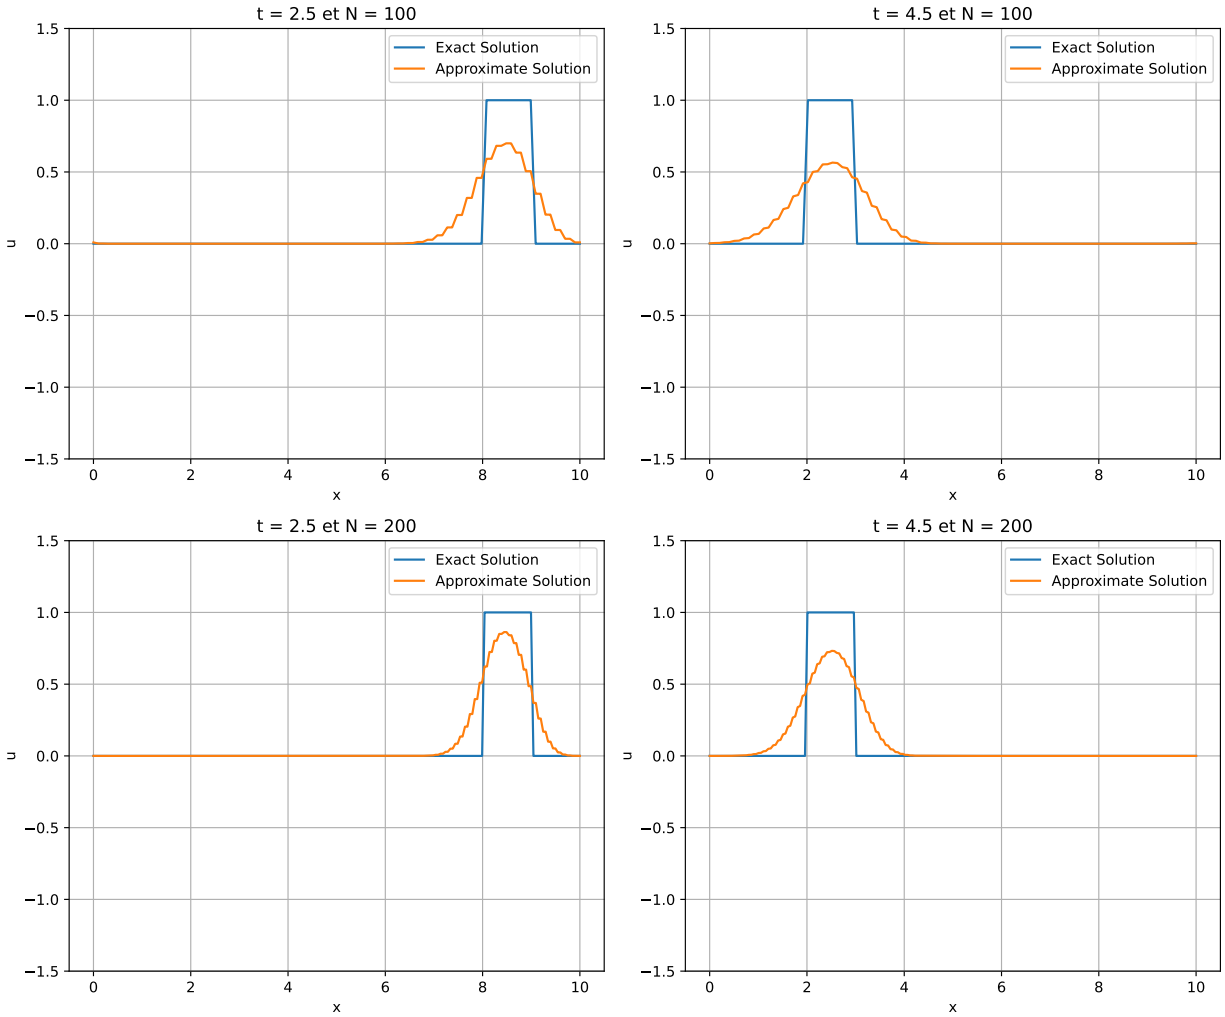 t = 2.5 et N = 100
1.5
1.0
0.5
0.0
−0.5
−1.0
−1.5
u
0 2 4 6 8 10
x
Exact Solution
Approximate Solution
t = 4.5 et N = 100
1.5
1.0
0.5
0.0
−0.5
−1.0
−1.5
u
0 2 4 6 8 10
x
Exact Solution
Approximate Solution
t = 2.5 et N = 200
1.5
1.0
0.5
0.0
−0.5
−1.0
−1.5
u
0 2 4 6 8 10
x
Exact Solution
Approximate Solution
t = 4.5 et N = 200
1.5
1.0
0.5
0.0
−0.5
−1.0
−1.5
u
0 2 4 6 8 10
x
Exact Solution
Approximate Solution